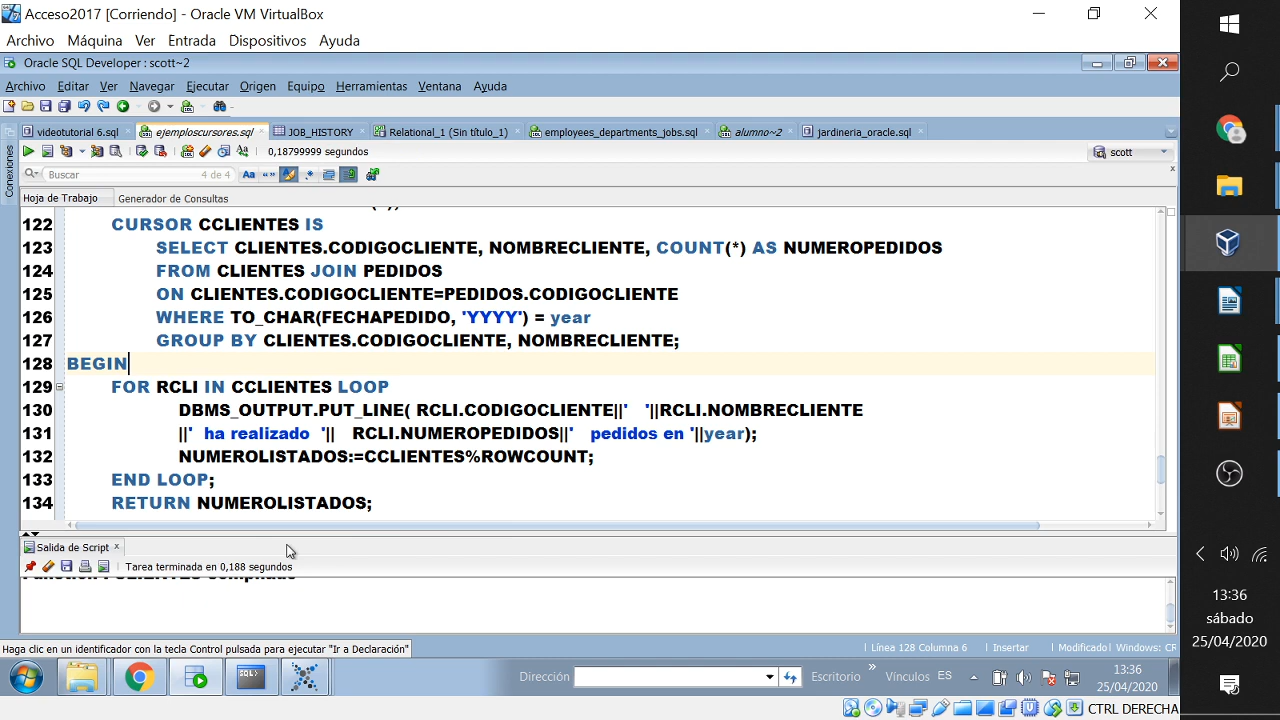 Acceso2017 [Corriendo] - Oracle VM VirtualBox
Archivo Máquina Ver Entrada Dispositivos Ayuda
Oracle SQL Developer : scott~2
Archivo Editar Ver Navegar Ejecutar Origen Equipo Herramientas Ventana Ayuda
videotutorial 6.sql ejemploscursores.sql JOB_HISTORY Relational_1 (Sin título_1) employees_departments_jobs.sql alumno~2 jardineria_oracle.sql
0,18799999 segundos scott
Conexiones
Buscar 4 de 4
Hoja de Trabajo Generador de Consultas
122 CURSOR CCLIENTES IS
123 SELECT CLIENTES.CODIGOCLIENTE, NOMBRECLIENTE, COUNT(*) AS NUMEROPEDIDOS
124 FROM CLIENTES JOIN PEDIDOS
125 ON CLIENTES.CODIGOCLIENTE=PEDIDOS.CODIGOCLIENTE
126 WHERE TO_CHAR(FECHAPEDIDO, 'YYYY') = year
127 GROUP BY CLIENTES.CODIGOCLIENTE, NOMBRECLIENTE;
128 BEGIN
129 FOR RCLI IN CCLIENTES LOOP
130 DBMS_OUTPUT.PUT_LINE( RCLI.CODIGOCLIENTE||'   '||RCLI.NOMBRECLIENTE
131 ||'  ha realizado  '||   RCLI.NUMEROPEDIDOS||'   pedidos en '||year);
132 NUMEROLISTADOS:=CCLIENTES%ROWCOUNT;
133 END LOOP;
134 RETURN NUMEROLISTADOS;
Salida de Script
Tarea terminada en 0,188 segundos
Haga clic en un identificador con la tecla Control pulsada para ejecutar "Ir a Declaración" Línea 128 Columna 6 Insertar Modificado Windows: CR
Dirección Escritorio » Vínculos ES 13:36
25/04/2020
CTRL DERECHA
13:36
sábado
25/04/2020